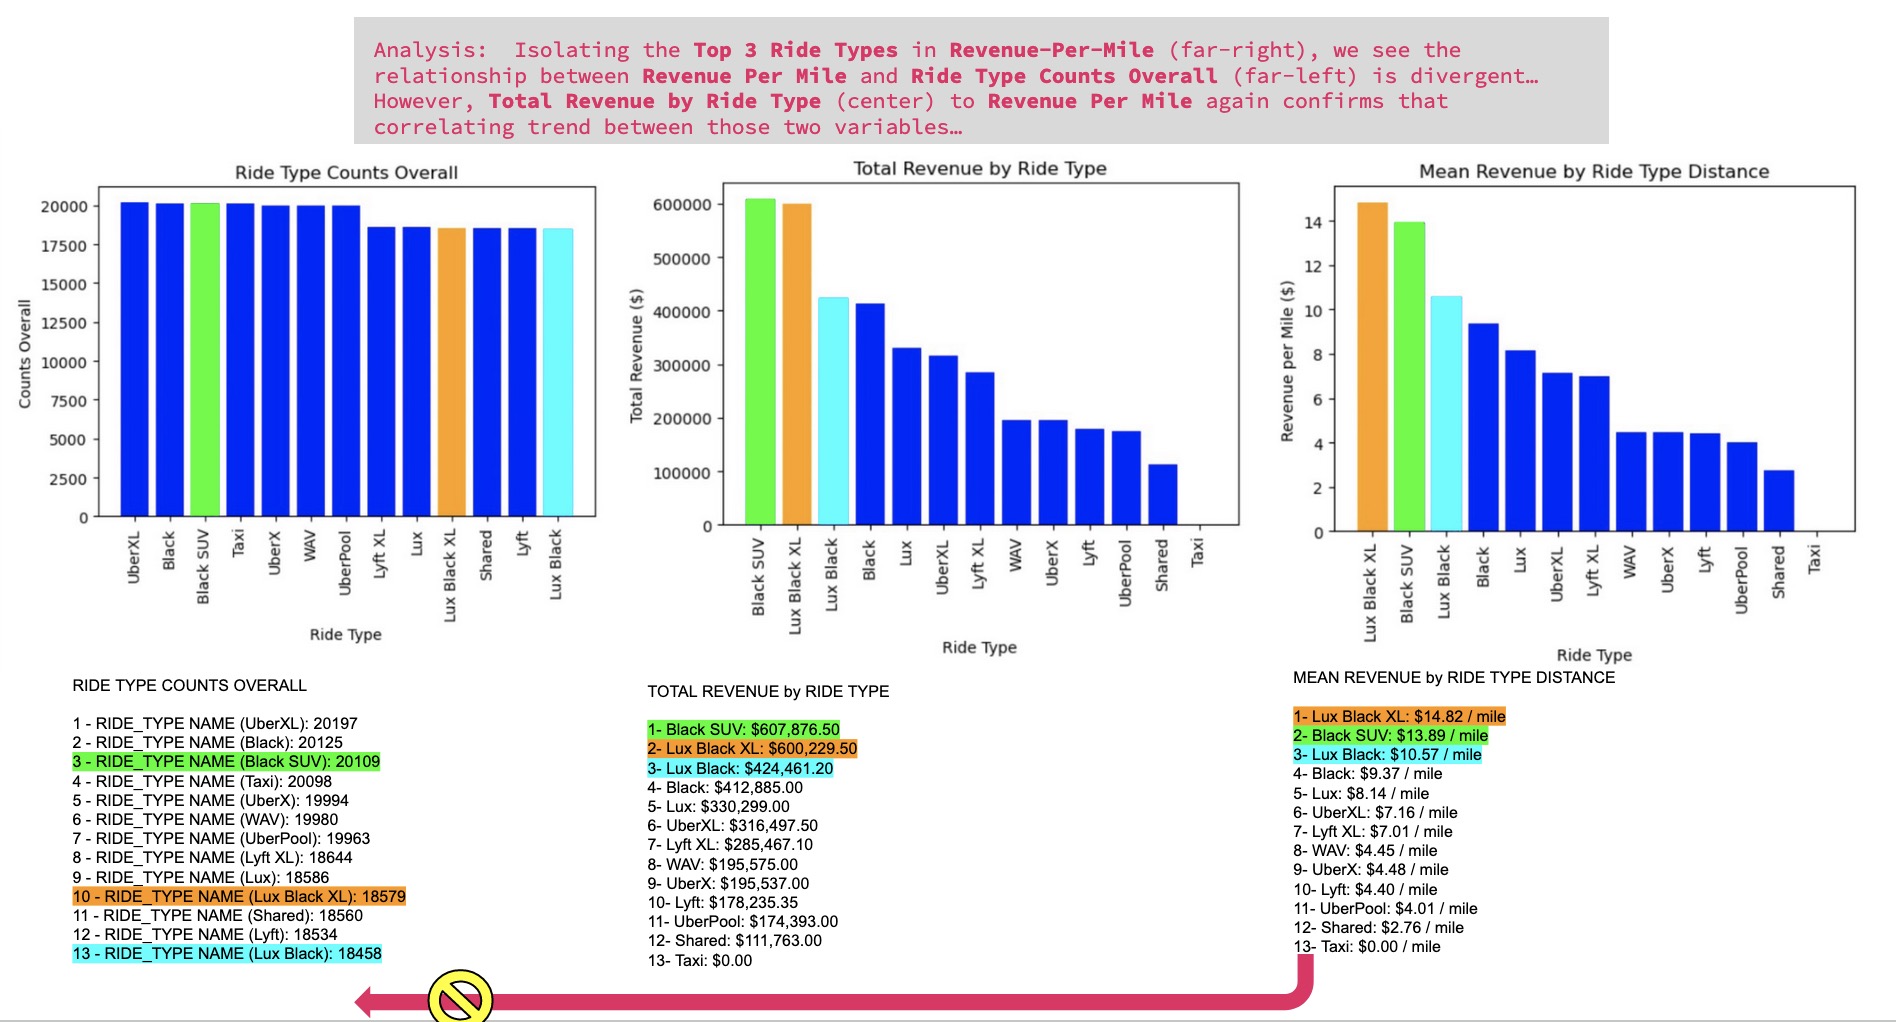 Analysis:  Isolating the Top 3 Ride Types in Revenue-Per-Mile (far-right), we see the
relationship between Revenue Per Mile and Ride Type Counts Overall (far-left) is divergent…
However, Total Revenue by Ride Type (center) to Revenue Per Mile again confirms that
correlating trend between those two variables…
Ride Type Counts Overall
Counts Overall
20000
17500
15000
12500
10000
7500
5000
2500
0
UberXL
Black
Black SUV
Taxi
UberX
WAV
UberPool
Lyft XL
Lux
Lux Black XL
Shared
Lyft
Lux Black
Ride Type
Total Revenue by Ride Type
Total Revenue ($)
600000
500000
400000
300000
200000
100000
0
Black SUV
Lux Black XL
Lux Black
Black
Lux
UberXL
Lyft XL
WAV
UberX
Lyft
UberPool
Shared
Taxi
Ride Type
Mean Revenue by Ride Type Distance
Revenue per Mile ($)
14
12
10
8
6
4
2
0
Lux Black XL
Black SUV
Lux Black
Black
Lux
UberXL
Lyft XL
WAV
UberX
Lyft
UberPool
Shared
Taxi
Ride Type
RIDE TYPE COUNTS OVERALL
1 - RIDE_TYPE NAME (UberXL): 20197
2 - RIDE_TYPE NAME (Black): 20125
3 - RIDE_TYPE NAME (Black SUV): 20109
4 - RIDE_TYPE NAME (Taxi): 20098
5 - RIDE_TYPE NAME (UberX): 19994
6 - RIDE_TYPE NAME (WAV): 19980
7 - RIDE_TYPE NAME (UberPool): 19963
8 - RIDE_TYPE NAME (Lyft XL): 18644
9 - RIDE_TYPE NAME (Lux): 18586
10 - RIDE_TYPE NAME (Lux Black XL): 18579
11 - RIDE_TYPE NAME (Shared): 18560
12 - RIDE_TYPE NAME (Lyft): 18534
13 - RIDE_TYPE NAME (Lux Black): 18458
TOTAL REVENUE by RIDE TYPE
1- Black SUV: $607,876.50
2- Lux Black XL: $600,229.50
3- Lux Black: $424,461.20
4- Black: $412,885.00
5- Lux: $330,299.00
6- UberXL: $316,497.50
7- Lyft XL: $285,467.10
8- WAV: $195,575.00
9- UberX: $195,537.00
10- Lyft: $178,235.35
11- UberPool: $174,393.00
12- Shared: $111,763.00
13- Taxi: $0.00
MEAN REVENUE by RIDE TYPE DISTANCE
1- Lux Black XL: $14.82 / mile
2- Black SUV: $13.89 / mile
3- Lux Black: $10.57 / mile
4- Black: $9.37 / mile
5- Lux: $8.14 / mile
6- UberXL: $7.16 / mile
7- Lyft XL: $7.01 / mile
8- WAV: $4.45 / mile
9- UberX: $4.48 / mile
10- Lyft: $4.40 / mile
11- UberPool: $4.01 / mile
12- Shared: $2.76 / mile
13- Taxi: $0.00 / mile